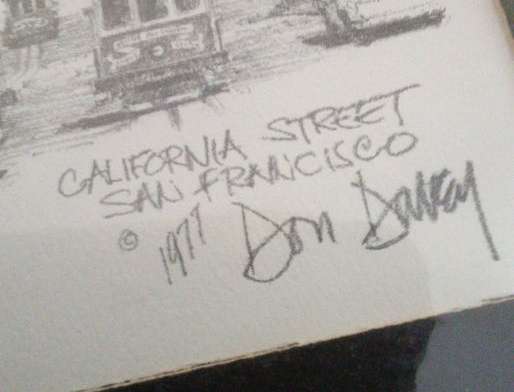 CALIFORNIA STREET
SAN FRANCISCO
© 1977 Don Davey